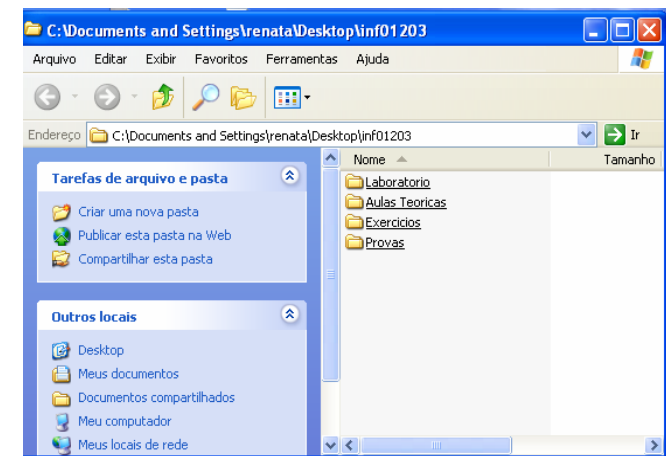 C:\Documents and Settings\renata\Desktop\inf01203
Arquivo Editar Exibir Favoritos Ferramentas Ajuda
Endereço C:\Documents and Settings\renata\Desktop\inf01203 Ir
Tarefas de arquivo e pasta
Criar uma nova pasta
Publicar esta pasta na Web
Compartilhar esta pasta
Outros locais
Desktop
Meus documentos
Documentos compartilhados
Meu computador
Meus locais de rede
Nome Tamanho
Laboratorio
Aulas Teoricas
Exercicios
Provas